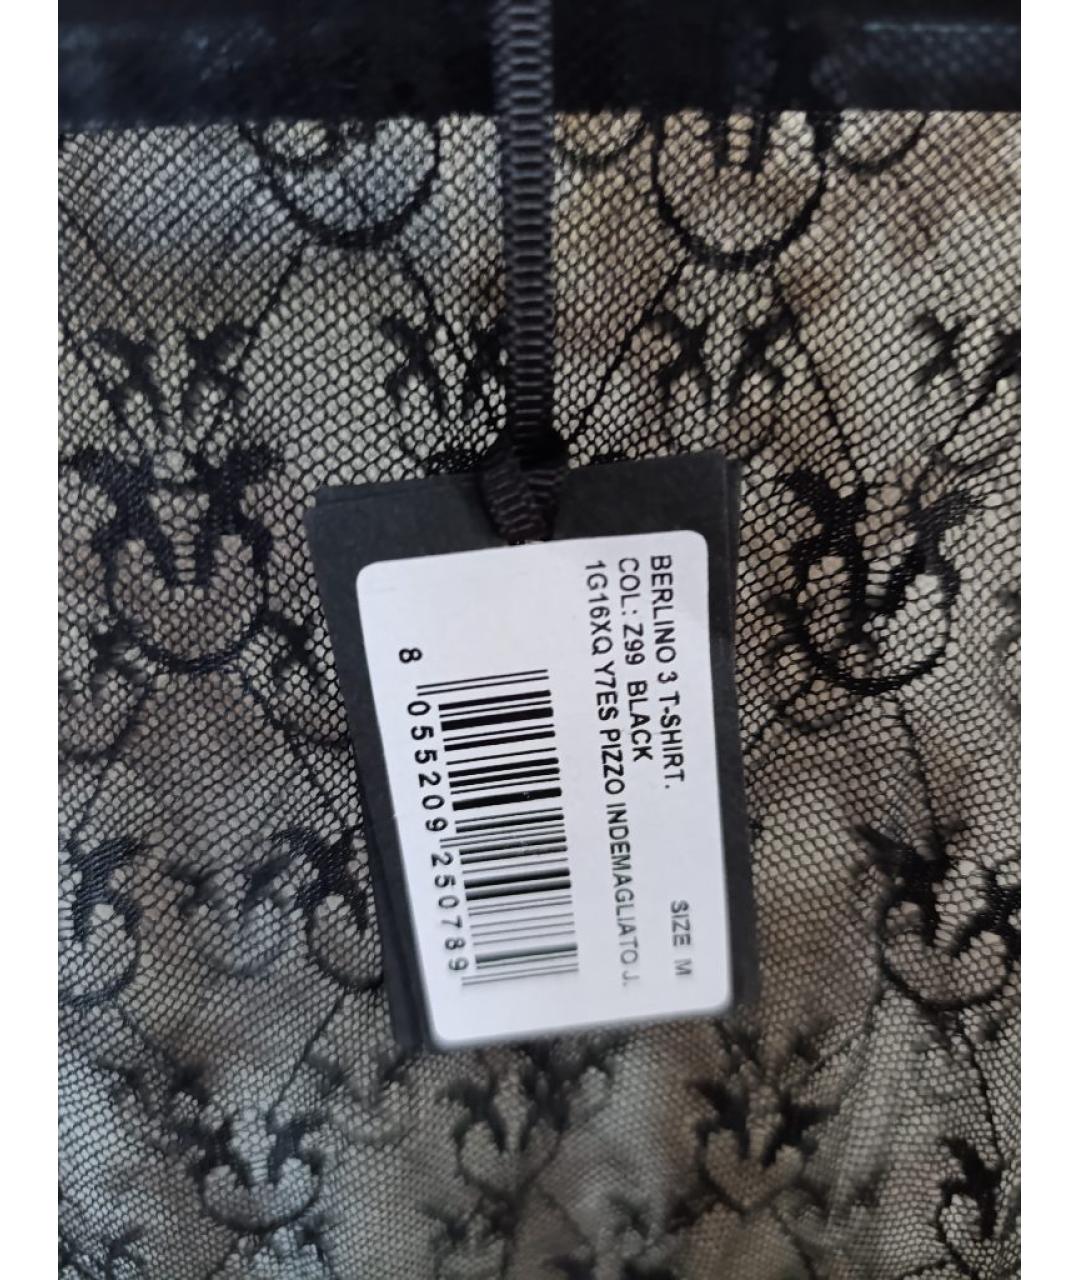 BERLINO 3 T-SHIRT. SIZE M
COL: Z99 BLACK
1G16XQ Y7ES PIZZO INDEMAGLIATO J.
8 055209 250789